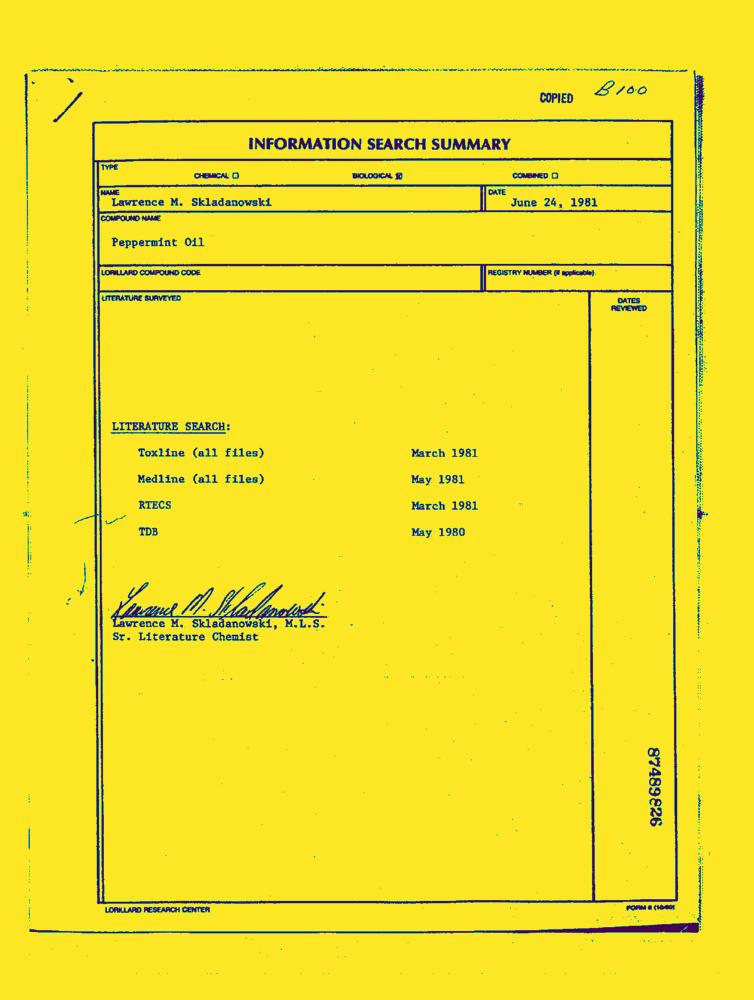 COPIED B100
INFORMATION SEARCH SUMMARY
TYPE
CHEMICAL ☐ BIOLOGICAL ☒ COMBINED ☐
NAME DATE
Lawrence M. Skladanowski June 24, 1981
COMPOUND NAME
Peppermint Oil
LORILLARD COMPOUND CODE REGISTRY NUMBER (if applicable)
LITERATURE SURVEYED DATES
REVIEWED
LITERATURE SEARCH:
Toxline (all files) March 1981
Medline (all files) May 1981
RTECS March 1981
TDB May 1980
Lawrence M. Skladanowski
Lawrence M. Skladanowski, M.L.S.
Sr. Literature Chemist
87489826
LORILLARD RESEARCH CENTER FORM 6 (10/80)